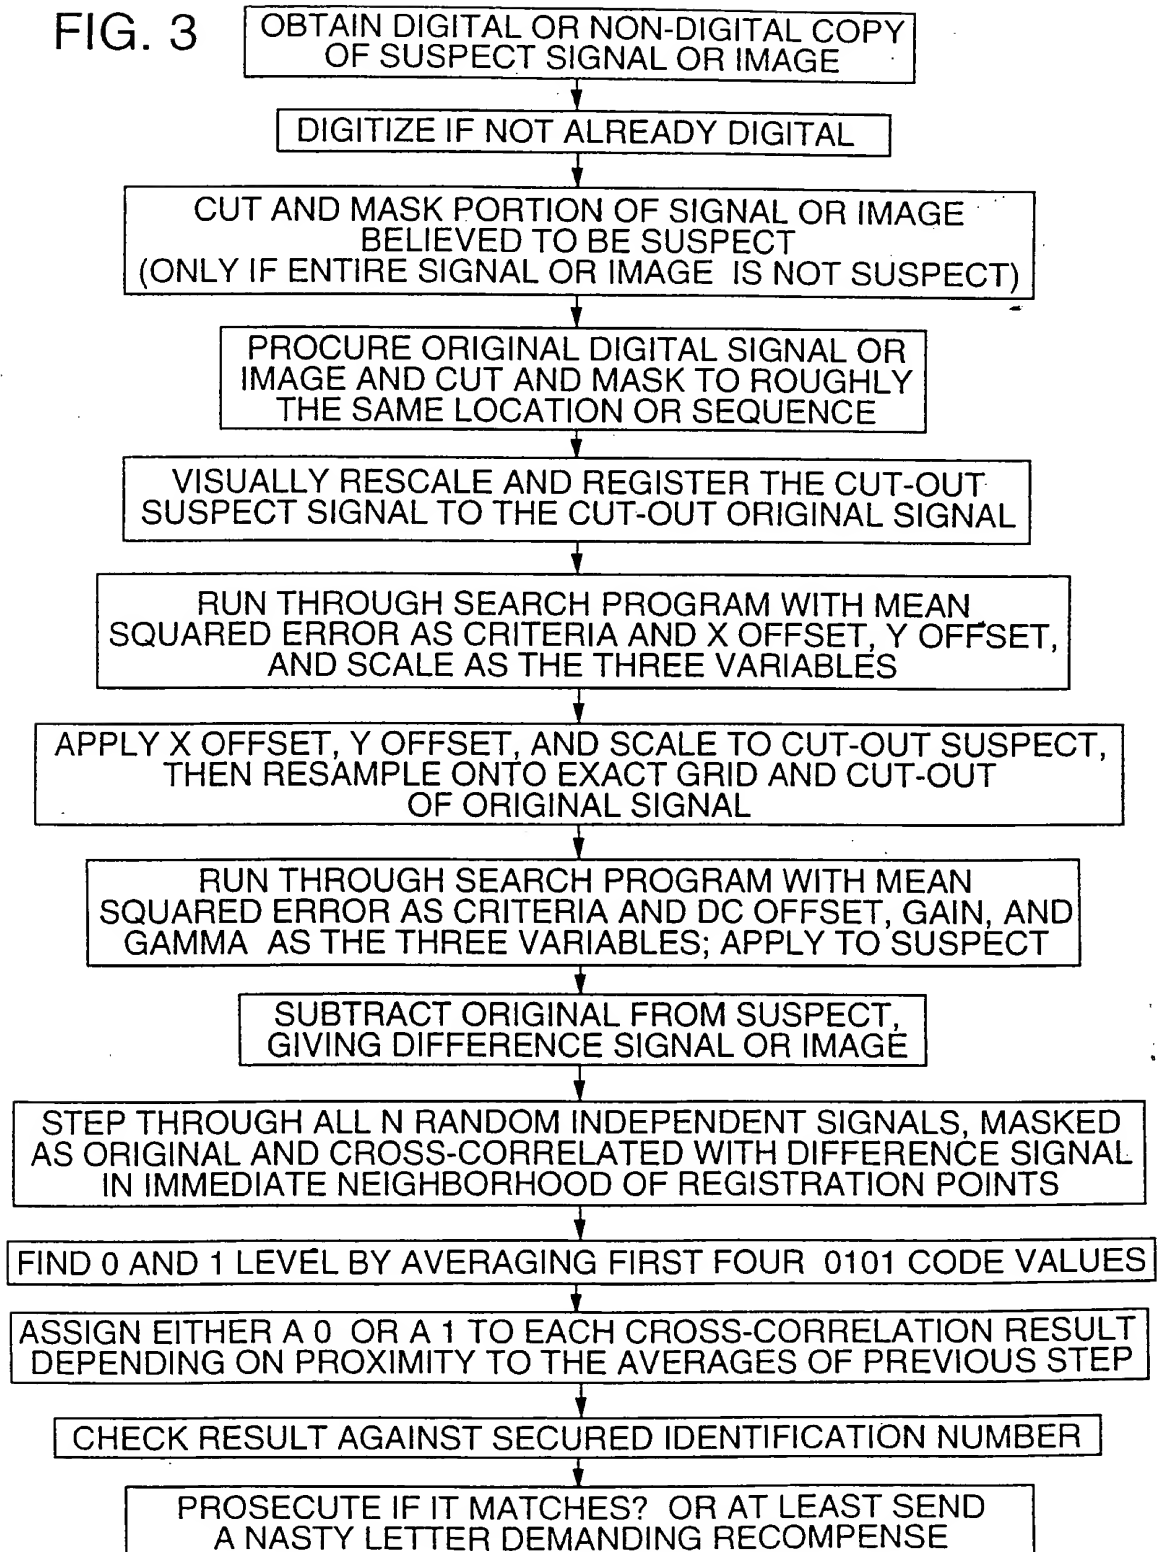 FIG. 3
OBTAIN DIGITAL OR NON-DIGITAL COPY
OF SUSPECT SIGNAL OR IMAGE
DIGITIZE IF NOT ALREADY DIGITAL
CUT AND MASK PORTION OF SIGNAL OR IMAGE
BELIEVED TO BE SUSPECT
(ONLY IF ENTIRE SIGNAL OR IMAGE IS NOT SUSPECT)
PROCURE ORIGINAL DIGITAL SIGNAL OR
IMAGE AND CUT AND MASK TO ROUGHLY
THE SAME LOCATION OR SEQUENCE
VISUALLY RESCALE AND REGISTER THE CUT-OUT
SUSPECT SIGNAL TO THE CUT-OUT ORIGINAL SIGNAL
RUN THROUGH SEARCH PROGRAM WITH MEAN
SQUARED ERROR AS CRITERIA AND X OFFSET, Y OFFSET,
AND SCALE AS THE THREE VARIABLES
APPLY X OFFSET, Y OFFSET, AND SCALE TO CUT-OUT SUSPECT,
THEN RESAMPLE ONTO EXACT GRID AND CUT-OUT
OF ORIGINAL SIGNAL
RUN THROUGH SEARCH PROGRAM WITH MEAN
SQUARED ERROR AS CRITERIA AND DC OFFSET, GAIN, AND
GAMMA AS THE THREE VARIABLES; APPLY TO SUSPECT
SUBTRACT ORIGINAL FROM SUSPECT,
GIVING DIFFERENCE SIGNAL OR IMAGE
STEP THROUGH ALL N RANDOM INDEPENDENT SIGNALS, MASKED
AS ORIGINAL AND CROSS-CORRELATED WITH DIFFERENCE SIGNAL
IN IMMEDIATE NEIGHBORHOOD OF REGISTRATION POINTS
FIND 0 AND 1 LEVEL BY AVERAGING FIRST FOUR 0101 CODE VALUES
ASSIGN EITHER A 0 OR A 1 TO EACH CROSS-CORRELATION RESULT
DEPENDING ON PROXIMITY TO THE AVERAGES OF PREVIOUS STEP
CHECK RESULT AGAINST SECURED IDENTIFICATION NUMBER
PROSECUTE IF IT MATCHES? OR AT LEAST SEND
A NASTY LETTER DEMANDING RECOMPENSE